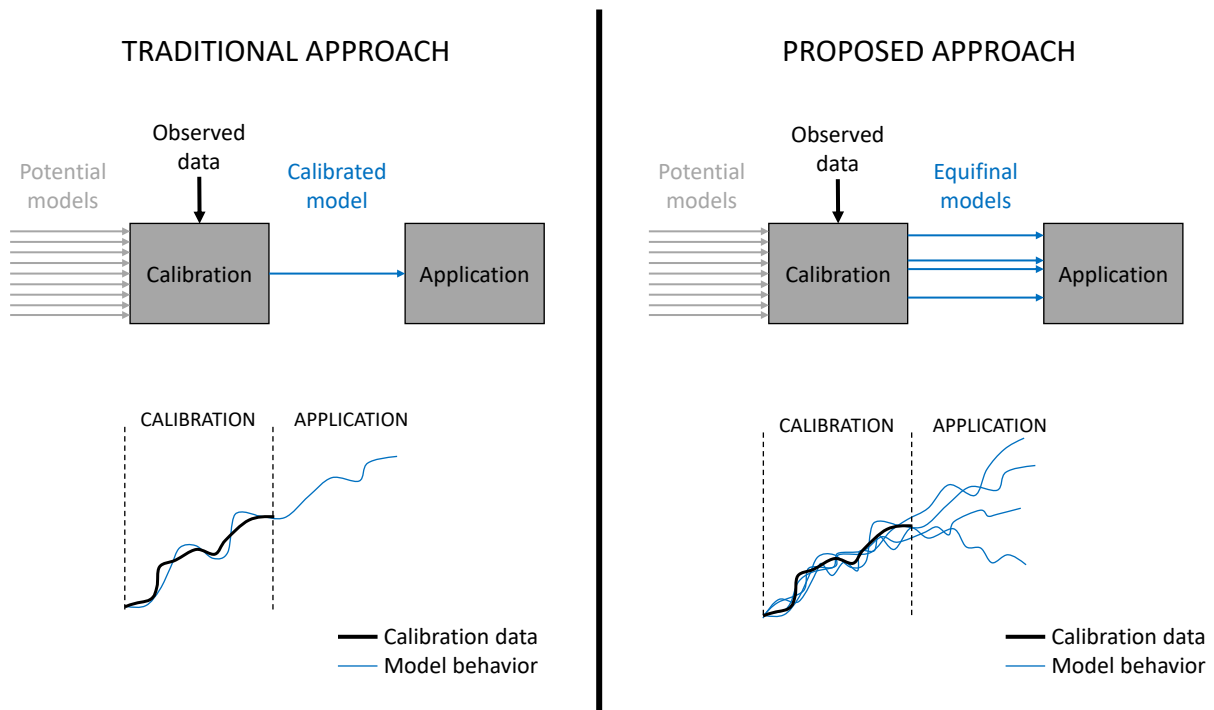 TRADITIONAL APPROACH
Observed
data
Potential
models
Calibrated
model
Calibration
Application
CALIBRATION
APPLICATION
Calibration data
Model behavior
PROPOSED APPROACH
Observed
data
Potential
models
Equifinal
models
Calibration
Application
CALIBRATION
APPLICATION
Calibration data
Model behavior